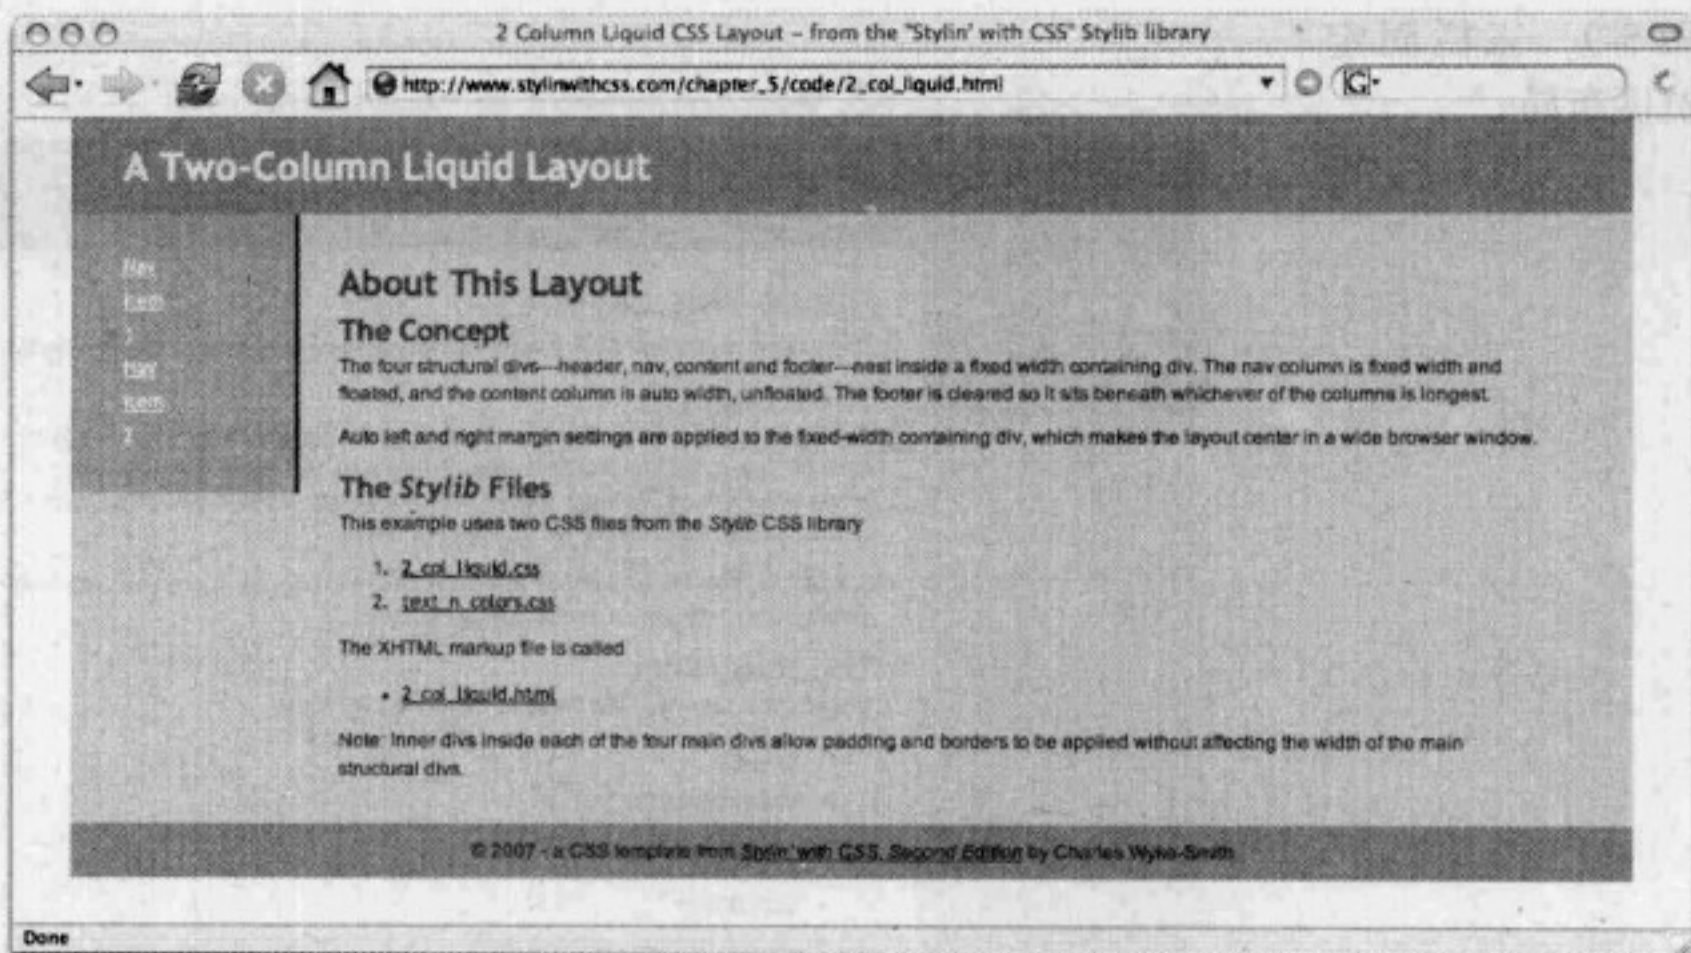 2 Column Liquid CSS Layout – from the "Stylin' with CSS" Stylib library
http://www.stylinwithcss.com/chapter_5/code/2_col_liquid.html
G
A Two-Column Liquid Layout
Nav
Item
1
Nav
Item
2
About This Layout
The Concept
The four structural divs---header, nav, content and footer---nest inside a fixed width containing div. The nav column is fixed width and
floated, and the content column is auto width, unfloated. The footer is cleared so it sits beneath whichever of the columns is longest.
Auto left and right margin settings are applied to the fixed-width containing div, which makes the layout center in a wide browser window.
The Stylib Files
This example uses two CSS files from the Stylib CSS library
1. 2_col_liquid.css
2. text_n_colors.css
The XHTML markup file is called
• 2_col_liquid.html
Note: Inner divs inside each of the four main divs allow padding and borders to be applied without affecting the width of the main
structural divs.
© 2007 - a CSS template from Stylin' with CSS, Second Edition by Charles Wyke-Smith
Done